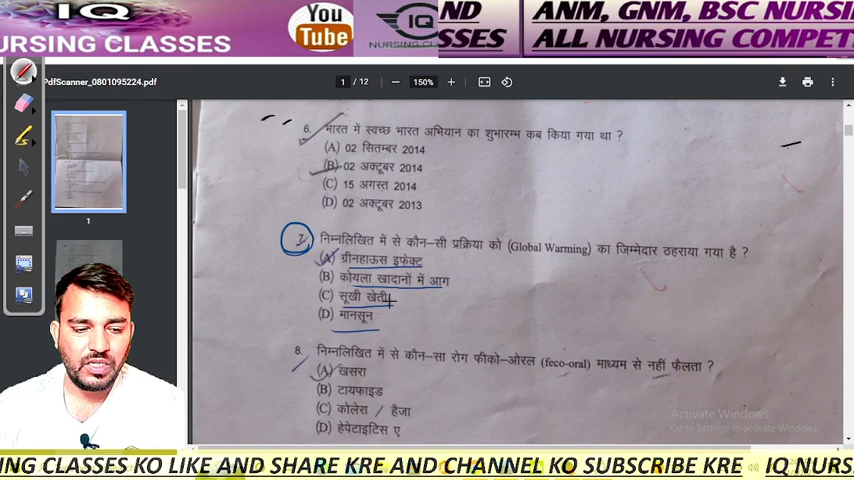 IQ
URSING CLASSES
You
Tube
IQ
NURSING CL
ND
SSES
ANM, GNM, BSC NURSIN
ALL NURSING COMPET
PdfScanner_0801095224.pdf
1 / 12
150%
1
6. भारत में स्वच्छ भारत अभियान का शुभारम्भ कब किया गया था ?
(A) 02 सितम्बर 2014
(B) 02 अक्टूबर 2014
(C) 15 अगस्त 2014
(D) 02 अक्टूबर 2013
7. निम्नलिखित में से कौन-सी प्रक्रिया को (Global Warming) का जिम्मेदार ठहराया गया है ?
(A) ग्रीनहाऊस इफेक्ट
(B) कोयला खादानों में आग
(C) सूखी खेती
(D) मानसून
8. निम्नलिखित में से कौन-सा रोग फीको-ओरल (feco-oral) माध्यम से नहीं फैलता ?
(A) खसरा
(B) टायफाइड
(C) कोलेरा / हैजा
(D) हेपेटाइटिस ए
Activate Windows
Go to Settings to activate Windows.
ING CLASSES KO LIKE AND SHARE KRE AND CHANNEL KO SUBSCRIBE KRE IQ NURS